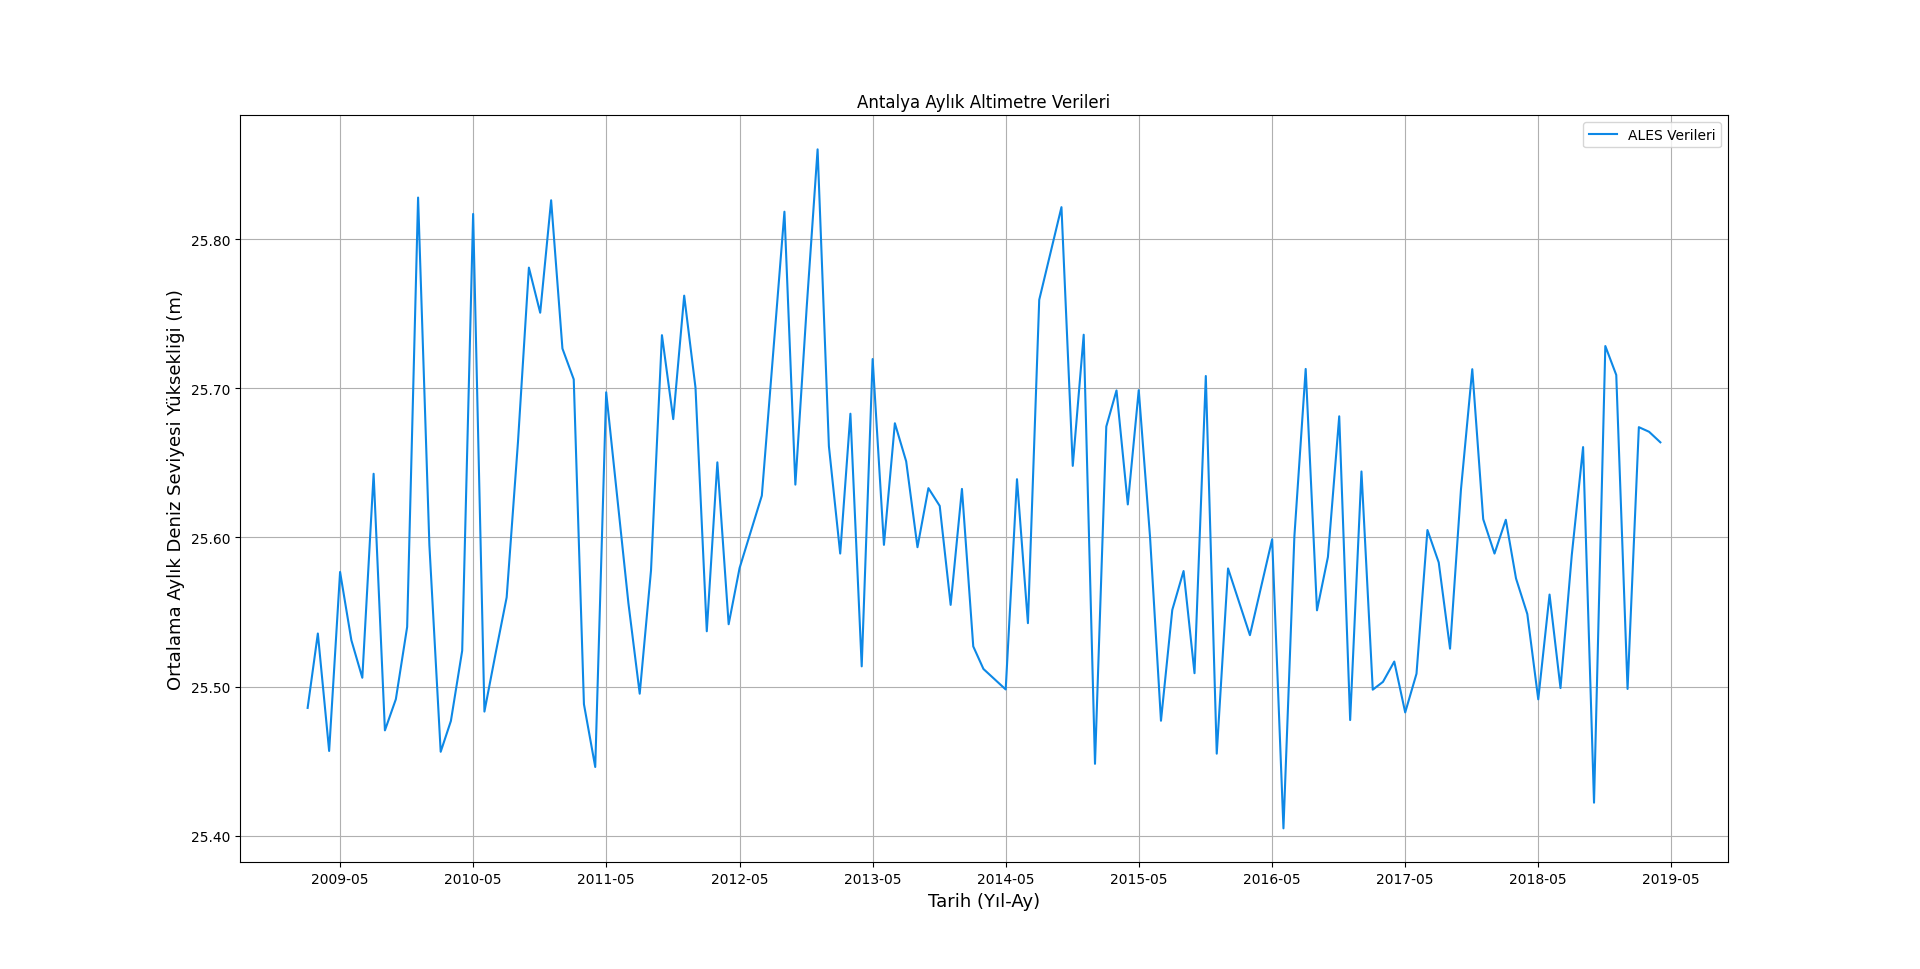 Antalya Aylık Altimetre Verileri
ALES Verileri
Ortalama Aylık Deniz Seviyesi Yüksekliği (m)
25.80
25.70
25.60
25.50
25.40
2009-05 2010-05 2011-05 2012-05 2013-05 2014-05 2015-05 2016-05 2017-05 2018-05 2019-05
Tarih (Yıl-Ay)